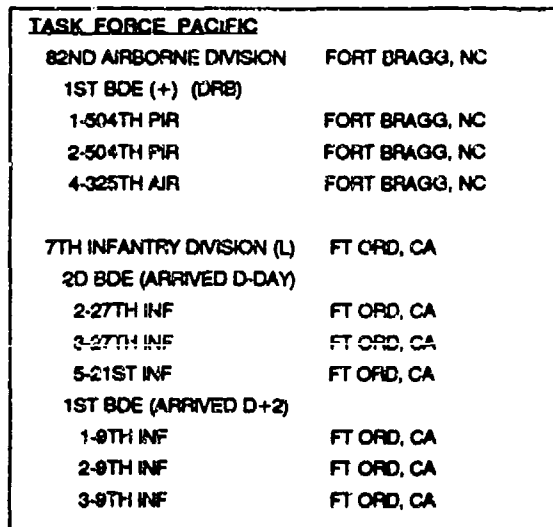 TASK FORCE PACIFIC
82ND AIRBORNE DIVISION FORT BRAGG, NC
1ST BDE (+) (DRB)
1-504TH PIR FORT BRAGG, NC
2-504TH PIR FORT BRAGG, NC
4-325TH AIR FORT BRAGG, NC
7TH INFANTRY DIVISION (L) FT ORD, CA
2D BDE (ARRIVED D-DAY)
2-27TH INF FT ORD, CA
3-27TH INF FT ORD, CA
5-21ST INF FT ORD, CA
1ST BDE (ARRIVED D+2)
1-9TH INF FT ORD, CA
2-9TH INF FT ORD, CA
3-9TH INF FT ORD, CA